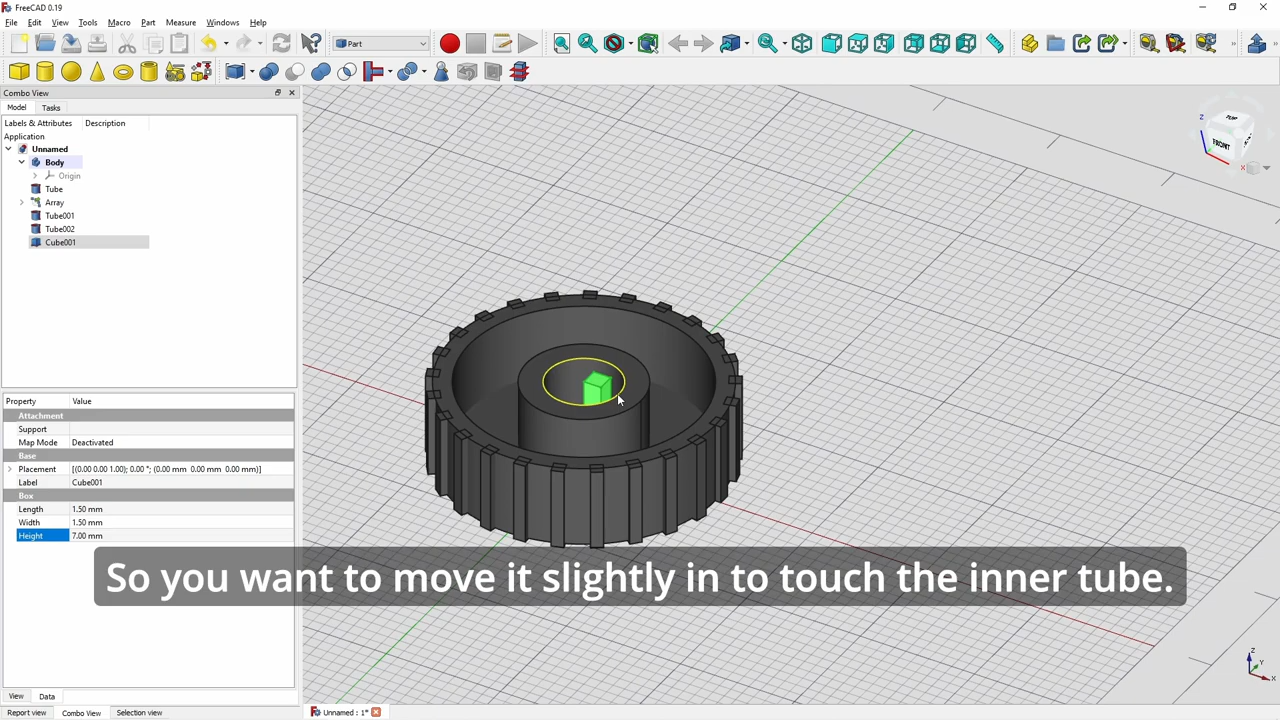 FreeCAD 0.19
File Edit View Tools Macro Part Measure Windows Help
Part
Combo View
Model Tasks
Labels & Attributes Description
Application
Unnamed
Body
Origin
Tube
Array
Tube001
Tube002
Cube001
Property Value
Attachment
Support
Map Mode Deactivated
Base
Placement [(0.00 0.00 1.00); 0.00 °; (0.00 mm 0.00 mm 0.00 mm)]
Label Cube001
Box
Length 1.50 mm
Width 1.50 mm
Height 7.00 mm
TOP
FRONT
Z
X
So you want to move it slightly in to touch the inner tube.
Z
Y
X
View Data
Report view Combo View Selection view
Unnamed : 1*